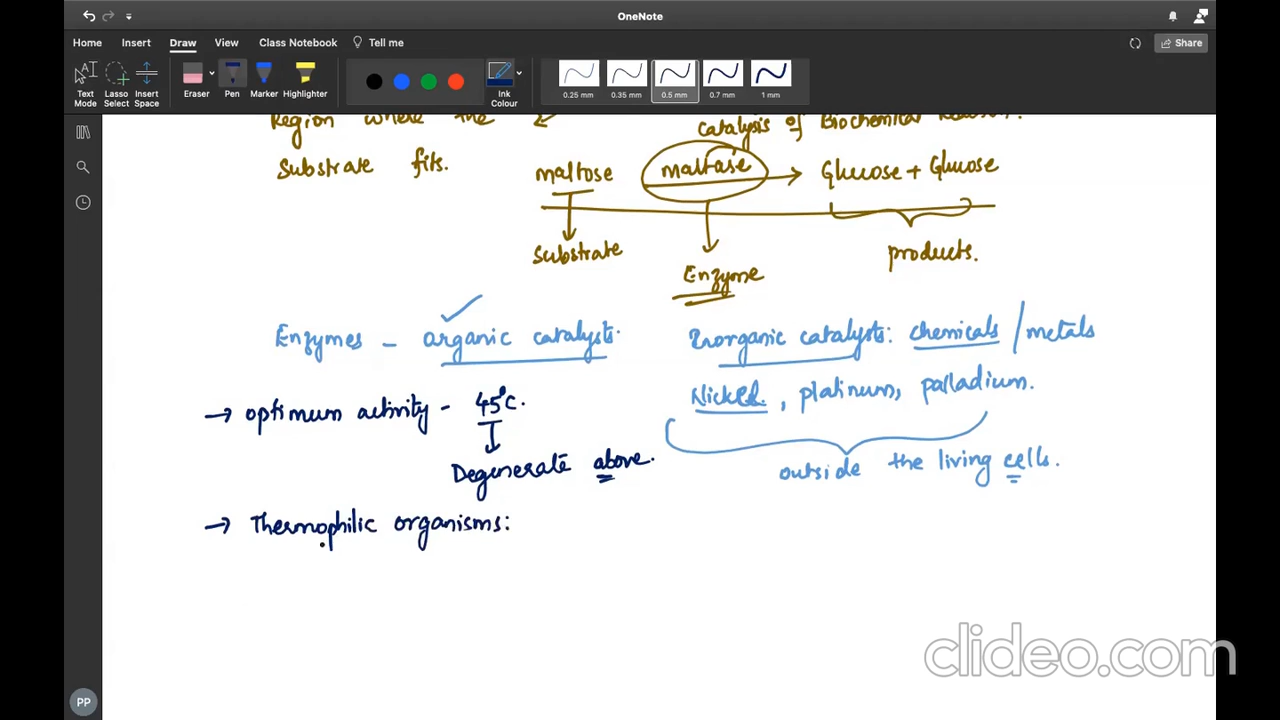 OneNote
Home Insert Draw View Class Notebook Tell me
Share
Text Mode
Lasso Select
Insert Space
Eraser
Pen
Marker
Highlighter
Ink Colour
0.25 mm
0.35 mm
0.5 mm
0.7 mm
1 mm
Region where the
Substrate fits.
catalysis of Biochemical
maltose maltase → Glucose + Glucose
Substrate
Enzyme
products.
Enzymes - organic catalysts.
Inorganic catalysts: chemicals / metals
Nickel, platinum, palladium.
outside the living cells.
→ optimum activity - 45°C.
Degenerate above.
→ Thermophilic organisms:
PP
clideo.com